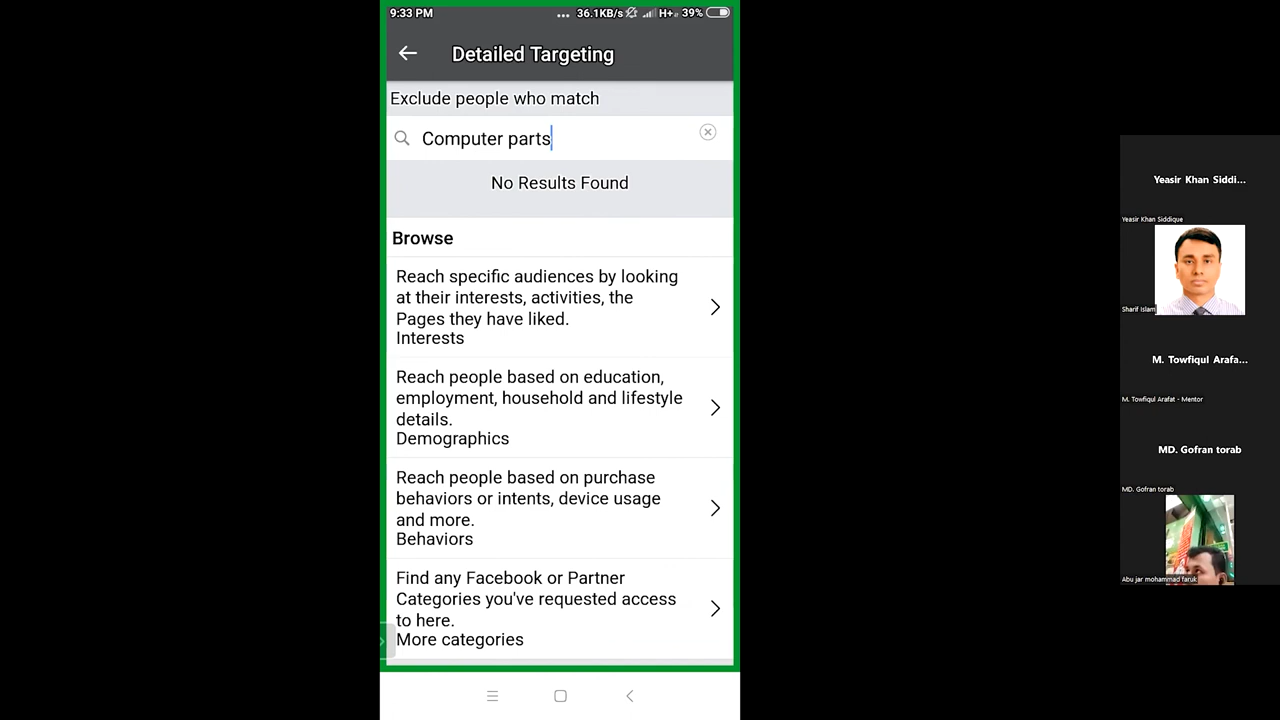 9:33 PM
... 36.1KB/s H+ 39%
Detailed Targeting
Exclude people who match
Computer parts
No Results Found
Browse
Reach specific audiences by looking
at their interests, activities, the
Pages they have liked.
Interests
Reach people based on education,
employment, household and lifestyle
details.
Demographics
Reach people based on purchase
behaviors or intents, device usage
and more.
Behaviors
Find any Facebook or Partner
Categories you've requested access
to here.
More categories
Yeasir Khan Siddi...
Yeasir Khan Siddique
Sharif Islam
M. Towfiqul Arafa...
M. Towfiqul Arafat - Mentor
MD. Gofran torab
MD. Gofran torab
Abu jar mohammad faruk